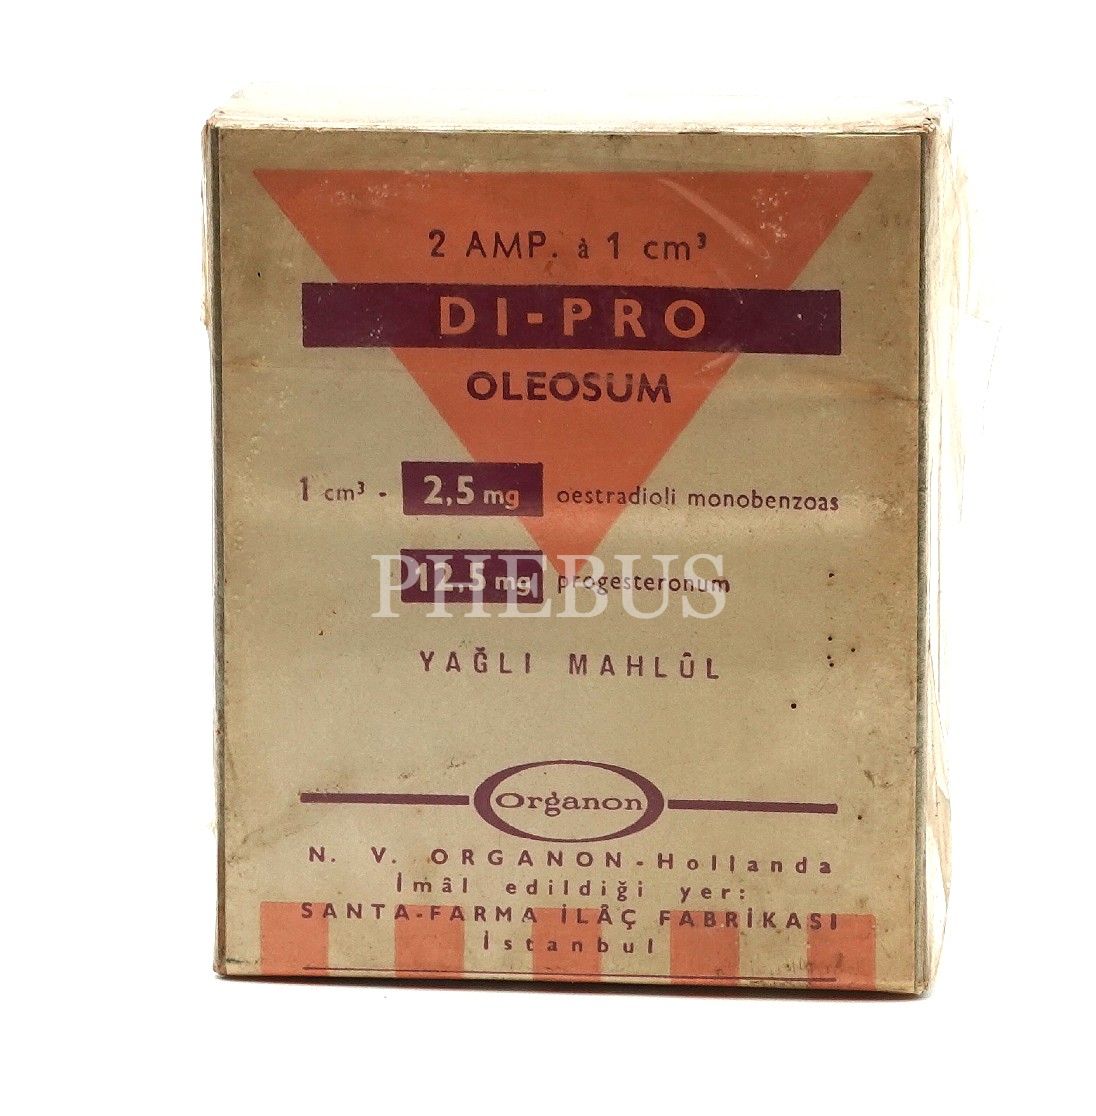 2 AMP. à 1 cm³
DI-PRO
OLEOSUM
1 cm³ - 2,5 mg oestradioli monobenzoas
12,5 mg progesteronum
PHEBUS
YAĞLI MAHLÛL
Organon
N. V. ORGANON - Hollanda
İmâl edildiği yer:
SANTA-FARMA İLÂÇ FABRİKASI
İstanbul